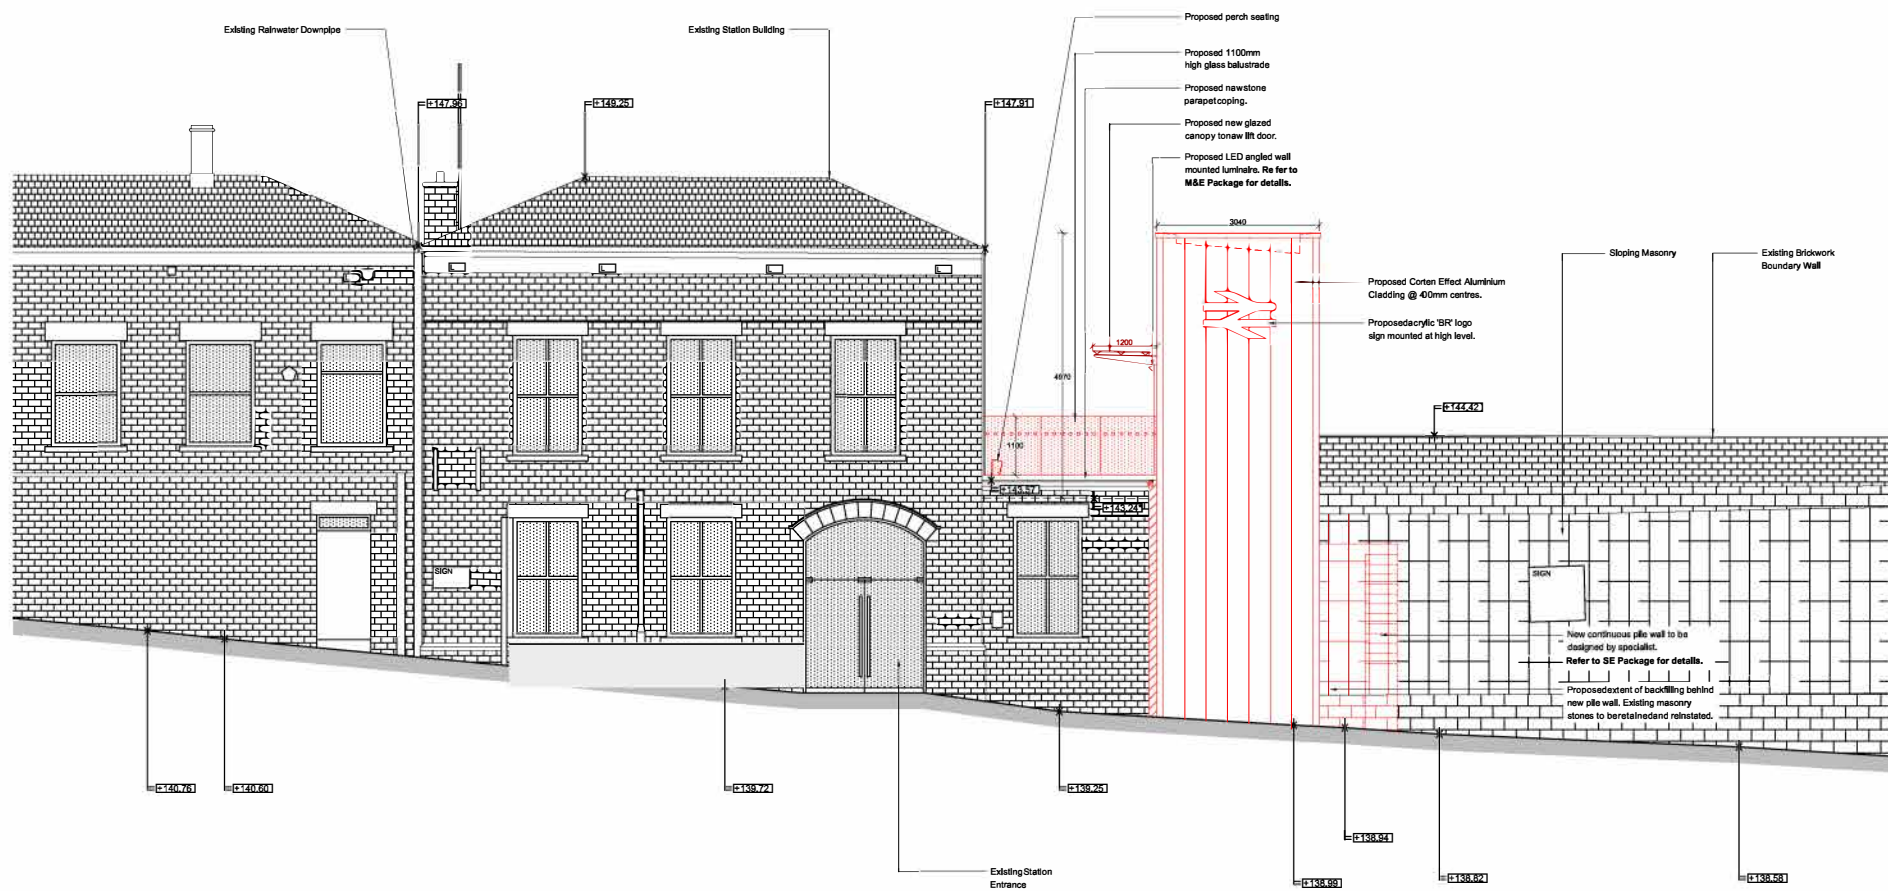 Existing Rainwater Downpipe
Existing Station Building
Proposed perch seating
Proposed 1100mm
high glass balustrade
Proposed nawstone
parapetcoping.
Proposed new glazed
canopy tonaw lift door.
Proposed LED angled wall
mounted luminaire. Re fer to
M&E Package for details.
+147.96
+149.25
+147.91
3040
Sloping Masonry
Existing Brickwork
Boundary Wall
Proposed Corten Effect Aluminium
Cladding @ 400mm centres.
Proposedacrylic 'BR' logo
sign mounted at high level.
1200
4670
+144.42
1100
+143.57
+143.24
SIGN
SIGN
New continuous pile wall to be
designed by specialist.
Refer to SE Package for details.
Proposedextent of backfilling behind
new pile wall. Existing masonry
stones to beretainedand reinstated.
+140.76
+140.60
+139.72
+139.25
+138.94
+138.99
+138.82
+138.58
ExistingStation
Entrance